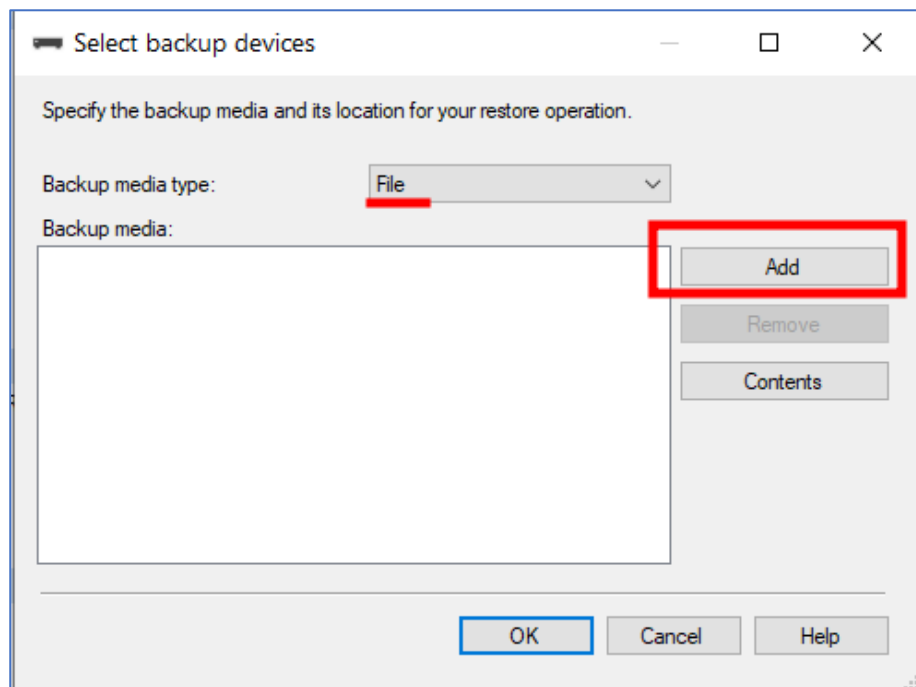 Select backup devices
Specify the backup media and its location for your restore operation.
Backup media type:
File
Backup media:
Add
Remove
Contents
OK
Cancel
Help